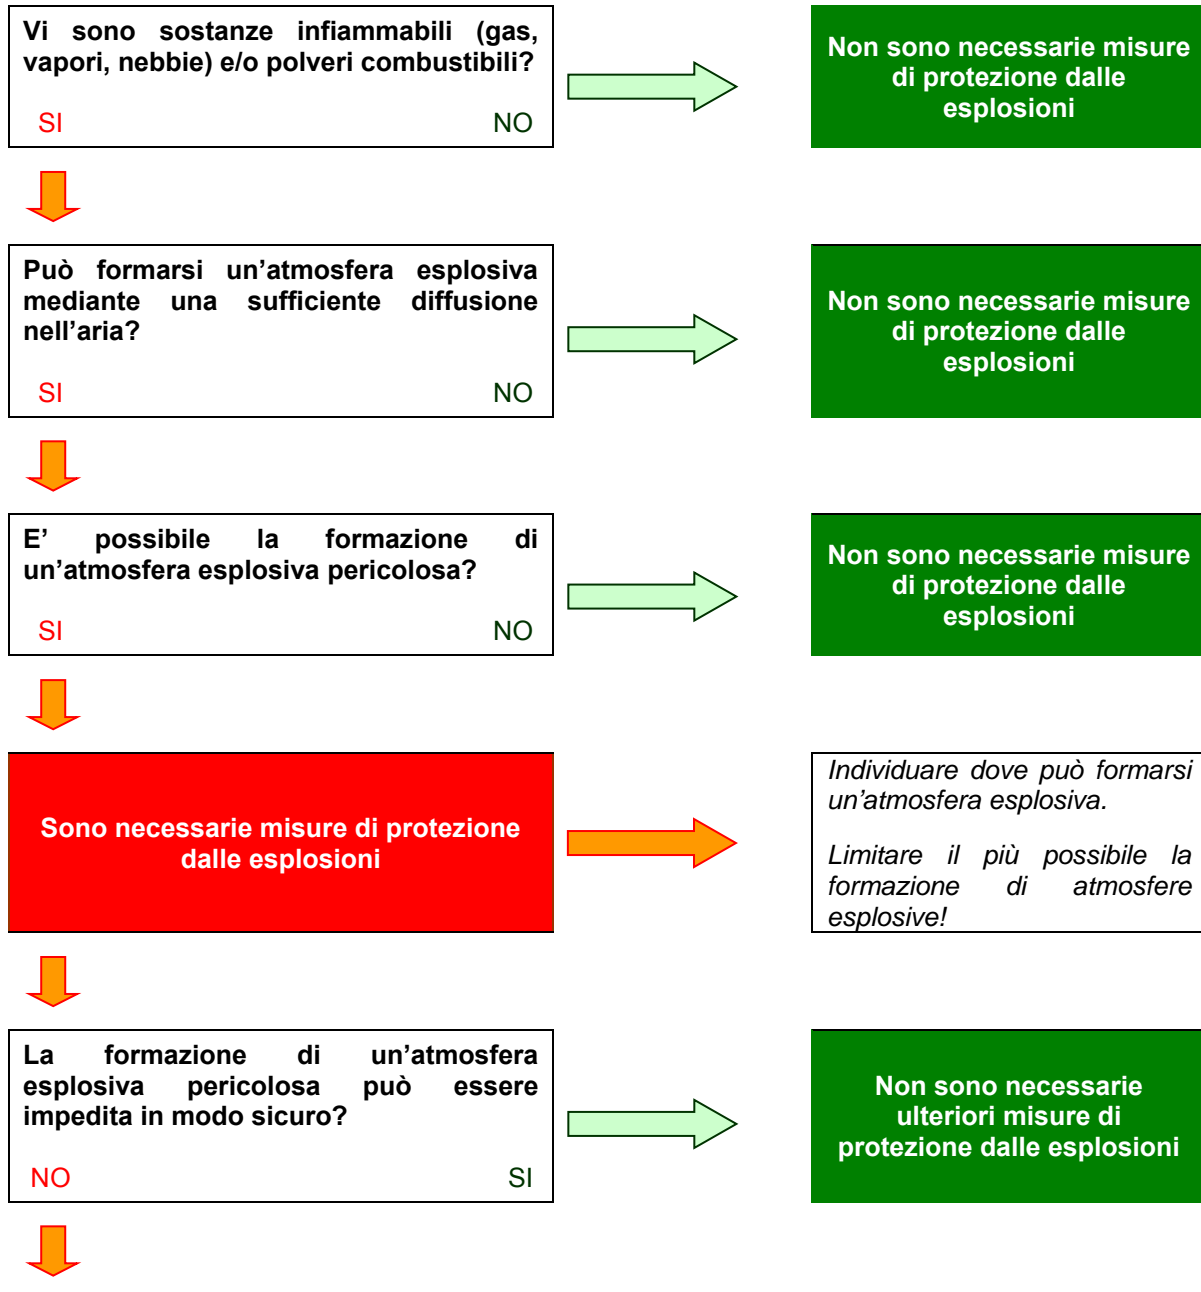 Vi sono sostanze infiammabili (gas,
vapori, nebbie) e/o polveri combustibili?
SI NO
Non sono necessarie misure
di protezione dalle
esplosioni
Può formarsi un’atmosfera esplosiva
mediante una sufficiente diffusione
nell’aria?
SI NO
Non sono necessarie misure
di protezione dalle
esplosioni
E’ possibile la formazione di
un’atmosfera esplosiva pericolosa?
SI NO
Non sono necessarie misure
di protezione dalle
esplosioni
Sono necessarie misure di protezione
dalle esplosioni
Individuare dove può formarsi
un’atmosfera esplosiva.
Limitare il più possibile la
formazione di atmosfere
esplosive!
La formazione di un’atmosfera
esplosiva pericolosa può essere
impedita in modo sicuro?
NO SI
Non sono necessarie
ulteriori misure di
protezione dalle esplosioni